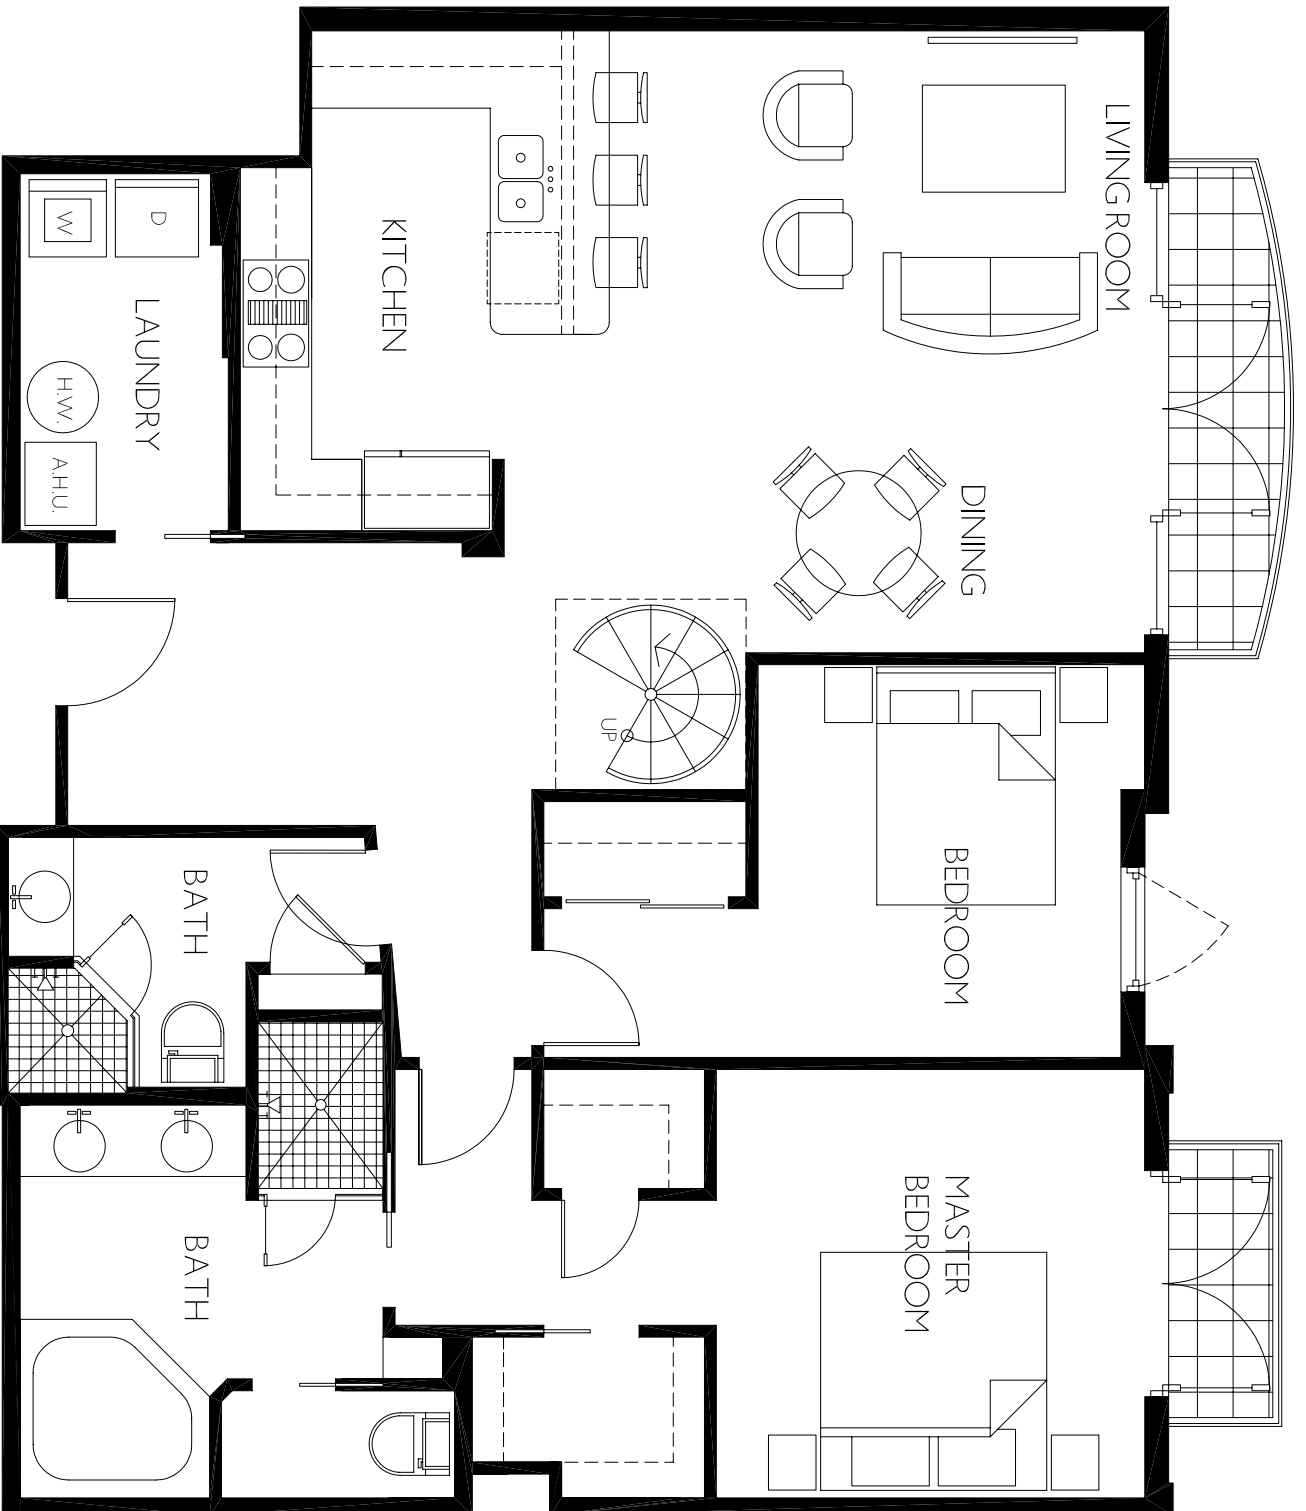 LIVING ROOM
KITCHEN
W
D
LAUNDRY
H.W.
A.H.U.
DINING
UP
BEDROOM
BATH
MASTER
BEDROOM
BATH